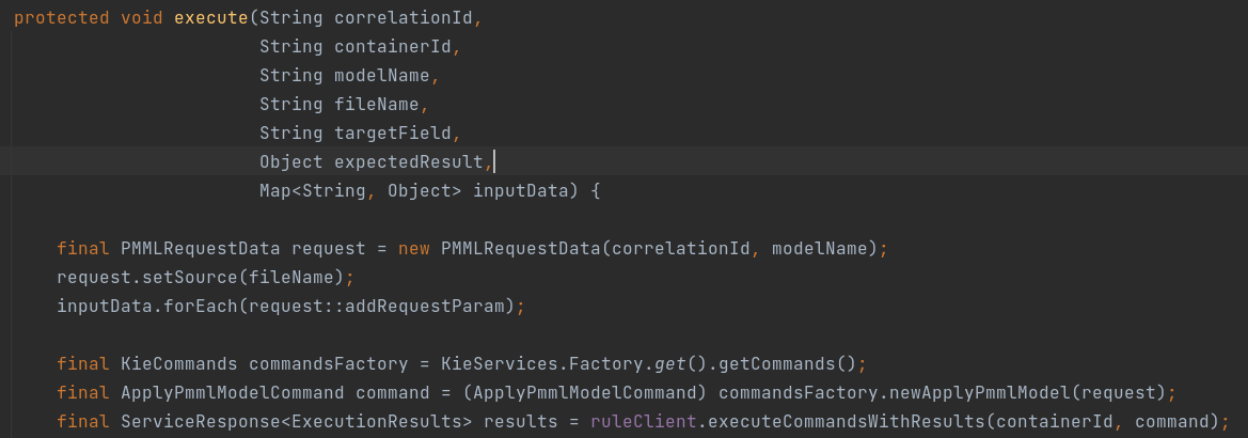 protected void execute(String correlationId,
String containerId,
String modelName,
String fileName,
String targetField,
Object expectedResult,
Map<String, Object> inputData) {
final PMMLRequestData request = new PMMLRequestData(correlationId, modelName);
request.setSource(fileName);
inputData.forEach(request::addRequestParam);
final KieCommands commandsFactory = KieServices.Factory.get().getCommands();
final ApplyPmmlModelCommand command = (ApplyPmmlModelCommand) commandsFactory.newApplyPmmlModel(request);
final ServiceResponse<ExecutionResults> results = ruleClient.executeCommandsWithResults(containerId, command);